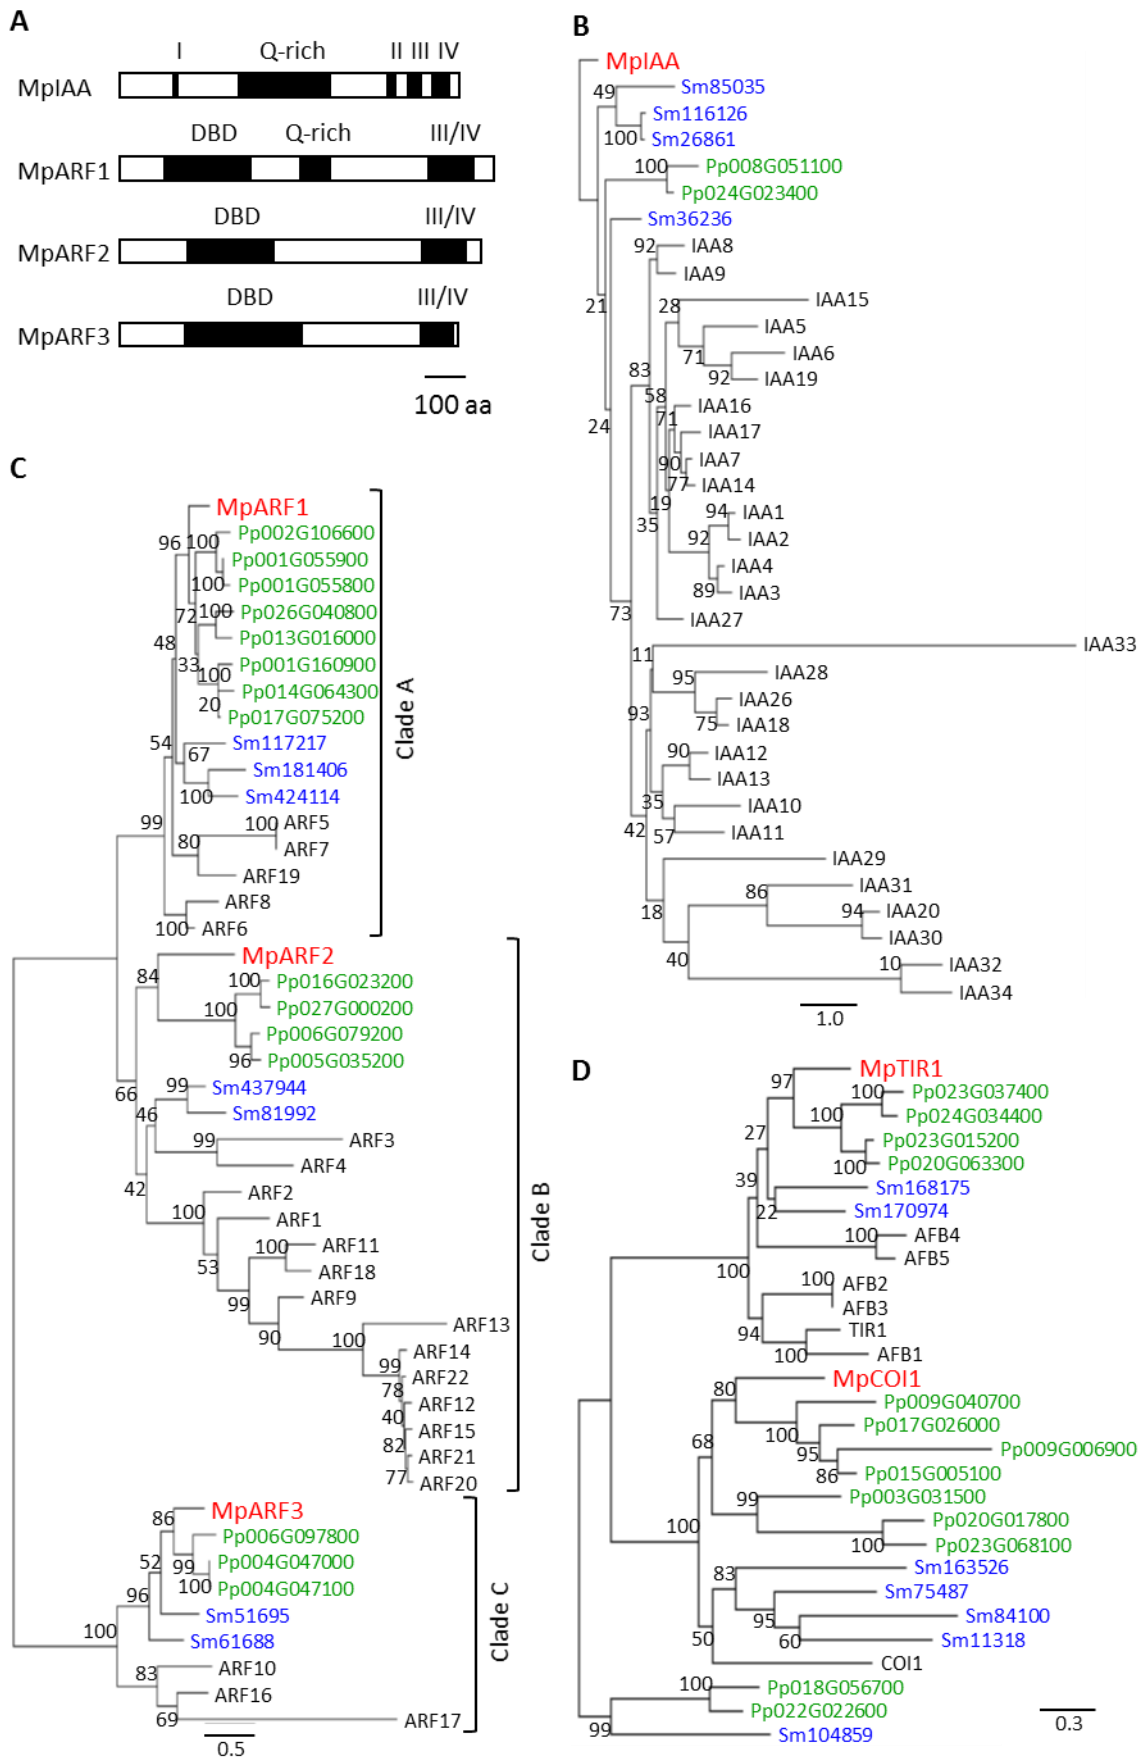 A
I Q-rich II III IV
MpIAA
DBD Q-rich III/IV
MpARF1
DBD III/IV
MpARF2
DBD III/IV
MpARF3
100 aa
B
MpIAA
49
Sm85035
Sm116126
100
Sm26861
100
Pp008G051100
Pp024G023400
Sm36236
92
IAA8
IAA9
21
28
IAA15
IAA5
71
IAA6
92
IAA19
83
58
IAA16
71
24
IAA17
90
IAA7
77
IAA14
19
94
IAA1
35
92
IAA2
IAA4
89
IAA3
73
IAA27
11
IAA33
95
IAA28
IAA26
93
75
IAA18
90
IAA12
IAA13
35
IAA10
42
57
IAA11
IAA29
86
IAA31
18
94
IAA20
IAA30
40
10
IAA32
IAA34
1.0
C
MpARF1
Pp002G106600
96
100
Pp001G055900
100
Pp001G055800
72
100
Pp026G040800
48
Pp013G016000
33
Pp001G160900
100
Pp014G064300
20
Pp017G075200
54
67
Sm117217
Sm181406
100
Sm424114
99
100
ARF5
80
ARF7
ARF19
ARF8
100
ARF6
Clade A
MpARF2
84
100
Pp016G023200
100
Pp027G000200
Pp006G079200
96
Pp005G035200
66
99
Sm437944
46
Sm81992
99
ARF3
ARF4
42
ARF2
100
ARF1
100
ARF11
53
ARF18
99
ARF9
90
100
ARF13
ARF14
99
ARF22
78
ARF12
40
ARF15
82
ARF21
77
ARF20
Clade B
MpARF3
86
Pp006G097800
52
99
Pp004G047000
100
Pp004G047100
96
Sm51695
100
Sm61688
83
ARF10
ARF16
69
ARF17
Clade C
0.5
D
MpTIR1
97
100
Pp023G037400
100
Pp024G034400
27
Pp023G015200
100
Pp020G063300
39
Sm168175
22
Sm170974
100
AFB4
AFB5
100
100
AFB2
AFB3
94
TIR1
100
AFB1
MpCOI1
80
Pp009G040700
100
Pp017G026000
68
95
Pp009G006900
86
Pp015G005100
99
Pp003G031500
100
Pp020G017800
100
Pp023G068100
83
Sm163526
Sm75487
95
Sm84100
50
60
Sm11318
COI1
100
Pp018G056700
Pp022G022600
99
Sm104859
0.3